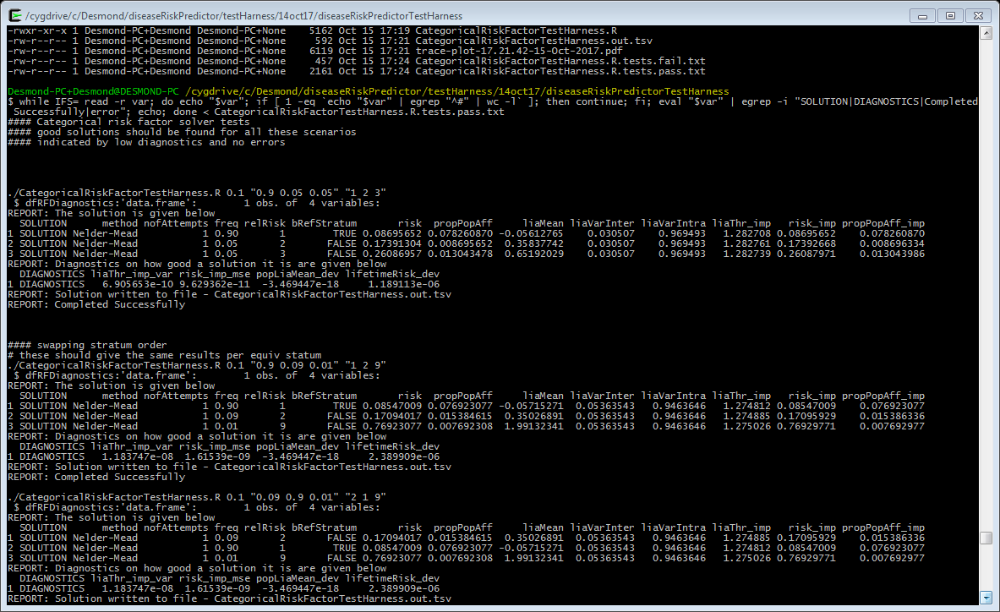 /cygdrive/c/Desmond/diseaseRiskPredictor/testHarness/14oct17/diseaseRiskPredictorTestHarness
-rwxr-xr-x 1 Desmond-PC+Desmond Desmond-PC+None    5162 Oct 15 17:19 CategoricalRiskFactorTestHarness.R
-rw-r--r-- 1 Desmond-PC+Desmond Desmond-PC+None     592 Oct 15 17:21 CategoricalRiskFactorTestHarness.out.tsv
-rw-r--r-- 1 Desmond-PC+Desmond Desmond-PC+None    6119 Oct 15 17:21 trace-plot-17.21.42-15-Oct-2017.pdf
-rw-r--r-- 1 Desmond-PC+Desmond Desmond-PC+None     457 Oct 15 17:24 CategoricalRiskFactorTestHarness.R.tests.fail.txt
-rw-r--r-- 1 Desmond-PC+Desmond Desmond-PC+None    2161 Oct 15 17:24 CategoricalRiskFactorTestHarness.R.tests.pass.txt
Desmond-PC+Desmond@DESMOND-PC /cygdrive/c/Desmond/diseaseRiskPredictor/testHarness/14oct17/diseaseRiskPredictorTestHarness
$ while IFS= read -r var; do echo "$var"; if [ 1 -eq `echo "$var" | egrep "^#" | wc -l` ]; then continue; fi; eval "$var" | egrep -i "SOLUTION|DIAGNOSTICS|Completed
 Successfully|error"; echo; done < CategoricalRiskFactorTestHarness.R.tests.pass.txt
#### Categorical risk factor solver tests
#### good solutions should be found for all these scenarios
#### indicated by low diagnostics and no errors
./CategoricalRiskFactorTestHarness.R 0.1 "0.9 0.05 0.05" "1 2 3"
 $ dfRFDiagnostics:'data.frame':        1 obs. of  4 variables:
REPORT: The solution is given below
  SOLUTION      method nofAttempts freq relRisk bRefStratum       risk  propPopAff     liaMean liaVarInter liaVarIntra liaThr_imp   risk_imp propPopAff_imp
1 SOLUTION Nelder-Mead           1 0.90       1        TRUE 0.08695652 0.078260870 -0.05612765    0.030507    0.969493   1.282708 0.08695652    0.078260870
2 SOLUTION Nelder-Mead           1 0.05       2       FALSE 0.17391304 0.008695652  0.35837742    0.030507    0.969493   1.282761 0.17392668    0.008696334
3 SOLUTION Nelder-Mead           1 0.05       3       FALSE 0.26086957 0.013043478  0.65192029    0.030507    0.969493   1.282739 0.26087971    0.013043986
REPORT: Diagnostics on how good a solution it is are given below
  DIAGNOSTICS liaThr_imp_var risk_imp_mse popLiaMean_dev lifetimeRisk_dev
1 DIAGNOSTICS   6.905653e-10 9.629362e-11  -3.469447e-18     1.189113e-06
REPORT: Solution written to file - CategoricalRiskFactorTestHarness.out.tsv
REPORT: Completed Successfully
#### swapping stratum order
# these should give the same results per equiv statum
./CategoricalRiskFactorTestHarness.R 0.1 "0.9 0.09 0.01" "1 2 9"
 $ dfRFDiagnostics:'data.frame':        1 obs. of  4 variables:
REPORT: The solution is given below
  SOLUTION      method nofAttempts freq relRisk bRefStratum       risk  propPopAff     liaMean liaVarInter liaVarIntra liaThr_imp   risk_imp propPopAff_imp
1 SOLUTION Nelder-Mead           1 0.90       1        TRUE 0.08547009 0.076923077 -0.05715271  0.05363543   0.9463646   1.274812 0.08547009    0.076923077
2 SOLUTION Nelder-Mead           1 0.09       2       FALSE 0.17094017 0.015384615  0.35026891  0.05363543   0.9463646   1.274885 0.17095929    0.015386336
3 SOLUTION Nelder-Mead           1 0.01       9       FALSE 0.76923077 0.007692308  1.99132341  0.05363543   0.9463646   1.275026 0.76929771    0.007692977
REPORT: Diagnostics on how good a solution it is are given below
  DIAGNOSTICS liaThr_imp_var risk_imp_mse popLiaMean_dev lifetimeRisk_dev
1 DIAGNOSTICS   1.183747e-08  1.61539e-09  -3.469447e-18     2.389909e-06
REPORT: Solution written to file - CategoricalRiskFactorTestHarness.out.tsv
REPORT: Completed Successfully
./CategoricalRiskFactorTestHarness.R 0.1 "0.09 0.9 0.01" "2 1 9"
 $ dfRFDiagnostics:'data.frame':        1 obs. of  4 variables:
REPORT: The solution is given below
  SOLUTION      method nofAttempts freq relRisk bRefStratum       risk  propPopAff     liaMean liaVarInter liaVarIntra liaThr_imp   risk_imp propPopAff_imp
1 SOLUTION Nelder-Mead           1 0.09       2       FALSE 0.17094017 0.015384615  0.35026891  0.05363543   0.9463646   1.274885 0.17095929    0.015386336
2 SOLUTION Nelder-Mead           1 0.90       1        TRUE 0.08547009 0.076923077 -0.05715271  0.05363543   0.9463646   1.274812 0.08547009    0.076923077
3 SOLUTION Nelder-Mead           1 0.01       9       FALSE 0.76923077 0.007692308  1.99132341  0.05363543   0.9463646   1.275026 0.76929771    0.007692977
REPORT: Diagnostics on how good a solution it is are given below
  DIAGNOSTICS liaThr_imp_var risk_imp_mse popLiaMean_dev lifetimeRisk_dev
1 DIAGNOSTICS   1.183747e-08  1.61539e-09  -3.469447e-18     2.389909e-06
REPORT: Solution written to file - CategoricalRiskFactorTestHarness.out.tsv